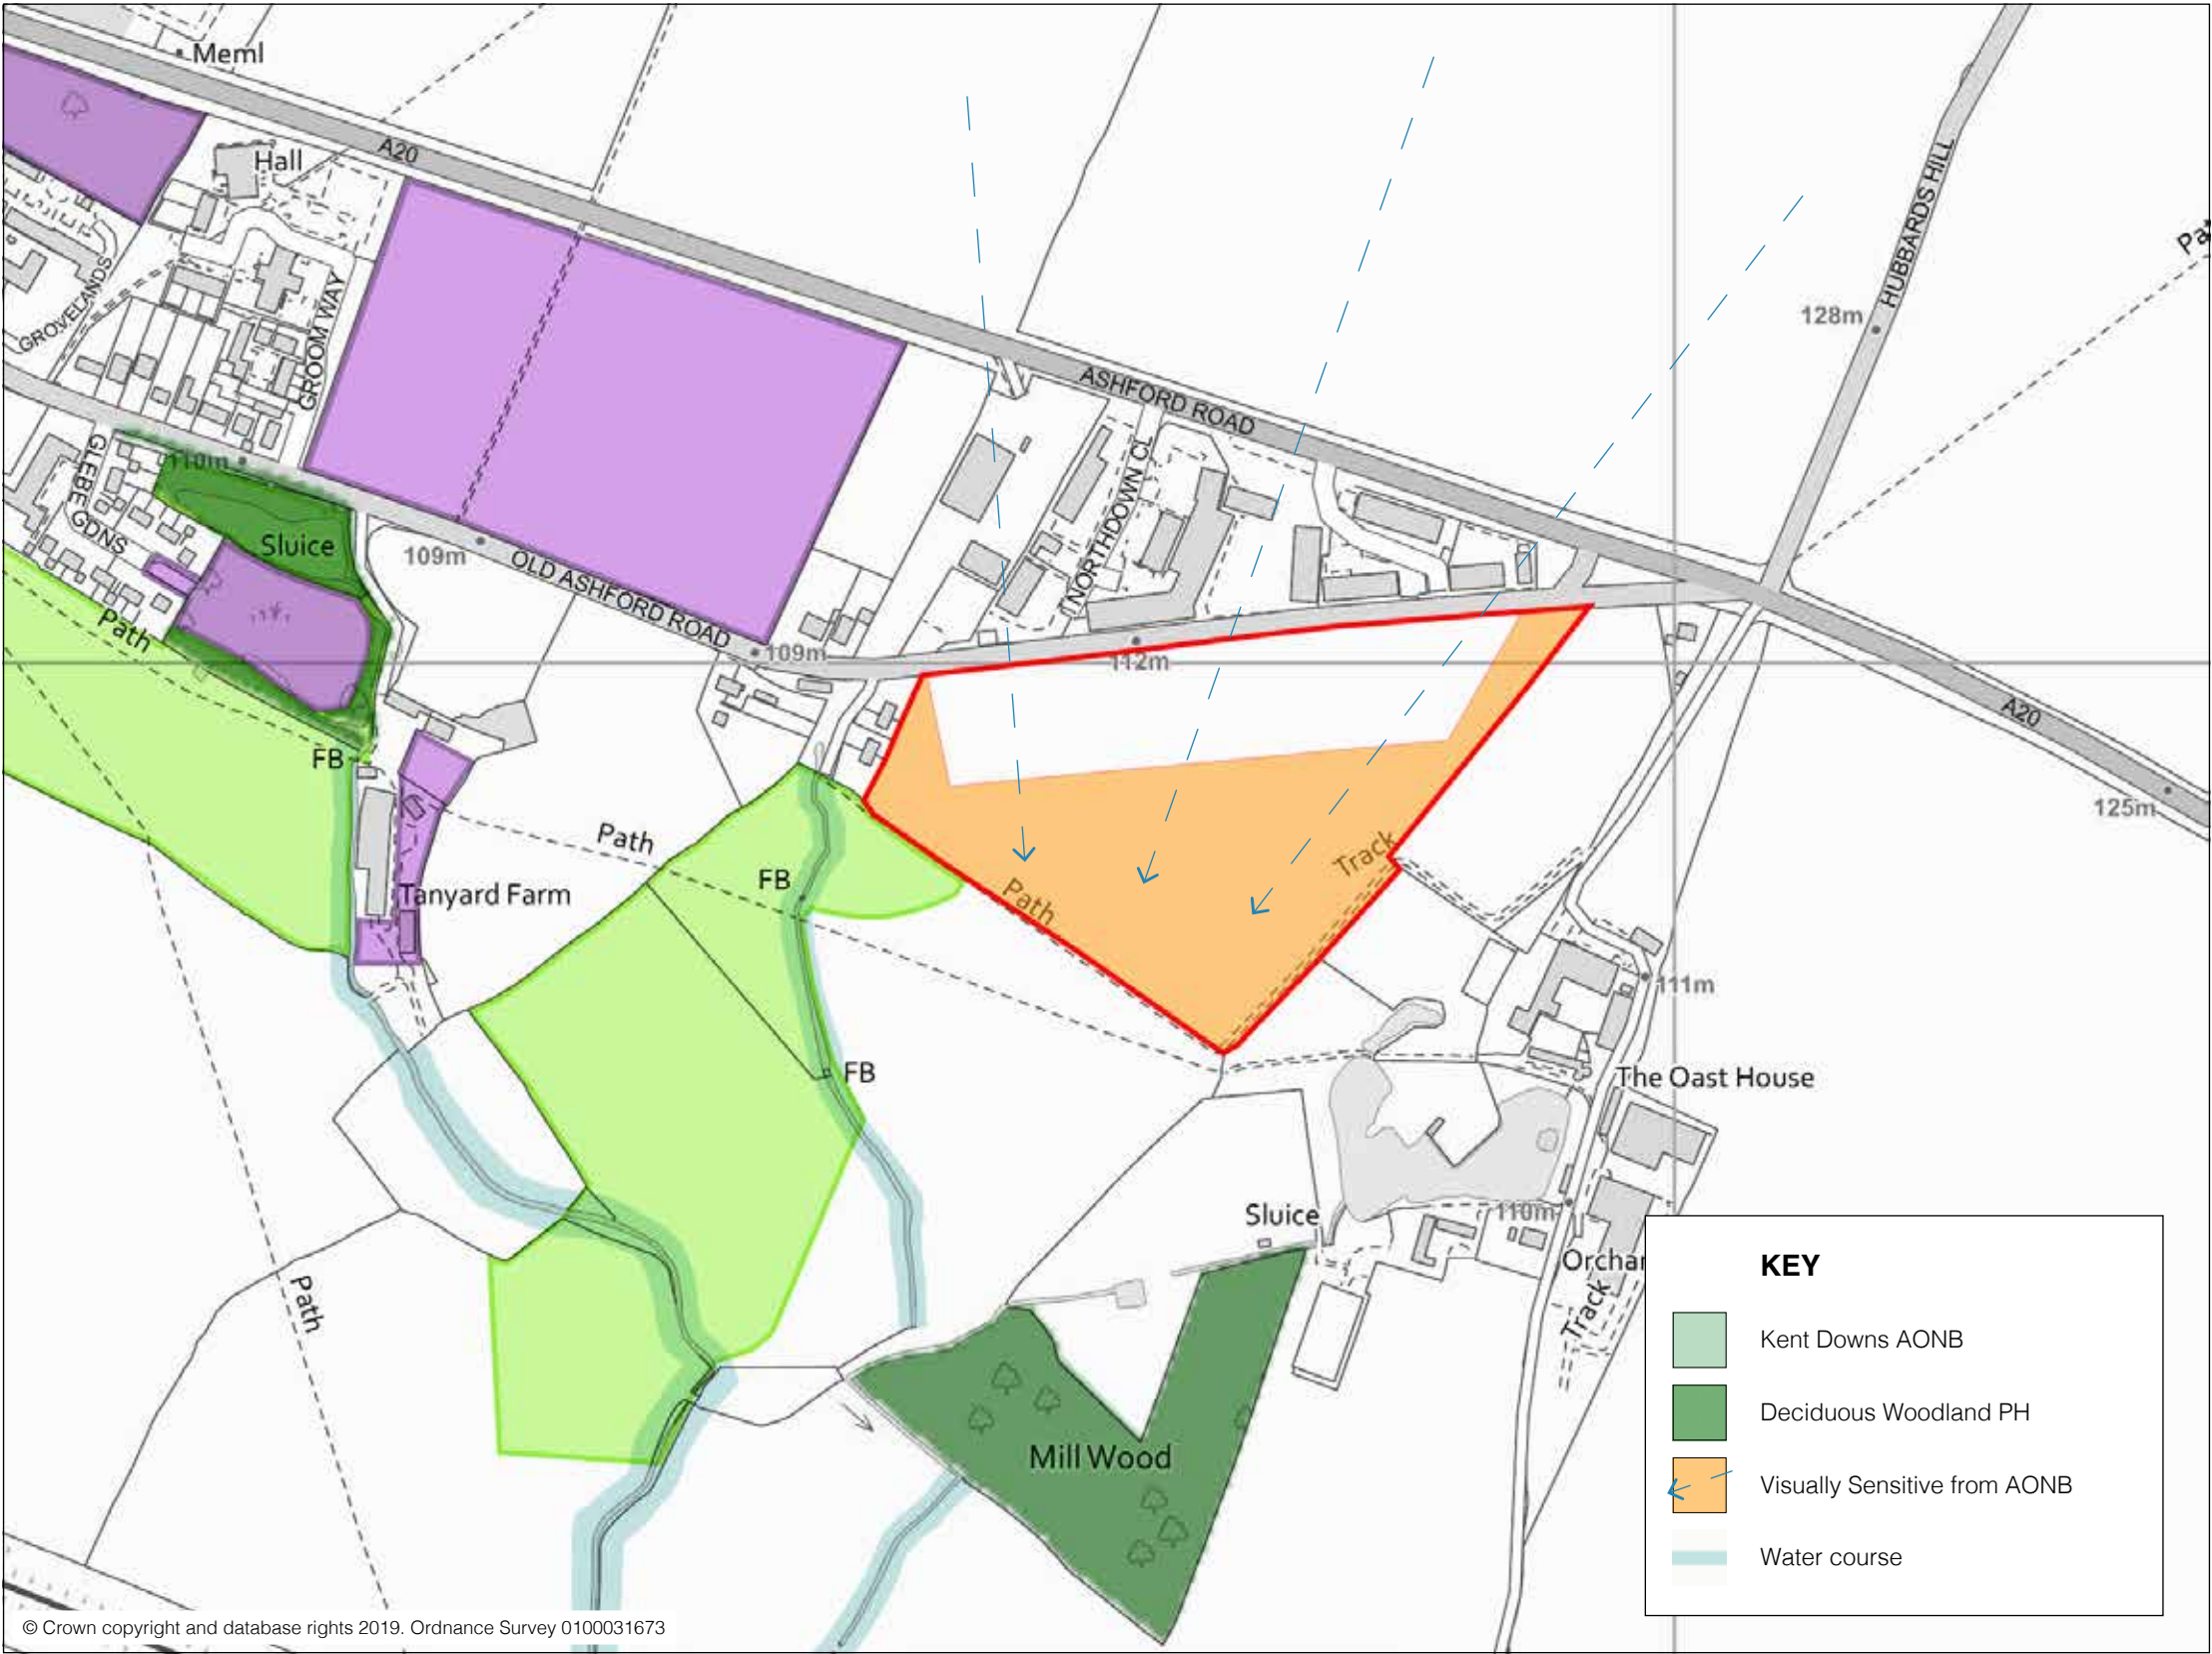 Meml
A20
Hall
HUBBARDS HILL
128m
GROVELANDS
GROOM WAY
ASHFORD ROAD
GLEBE
GDNS
110m
Sluice
NORTHDOWN CL
109m
OLD ASHFORD ROAD
Path
109m
112m
A20
125m
FB
Path
Track
Tanyard Farm
FB
Path
111m
FB
The Oast House
Sluice
110m
Path
Track
Mill Wood
KEY
Kent Downs AONB
Deciduous Woodland PH
Visually Sensitive from AONB
Water course
© Crown copyright and database rights 2019. Ordnance Survey 0100031673